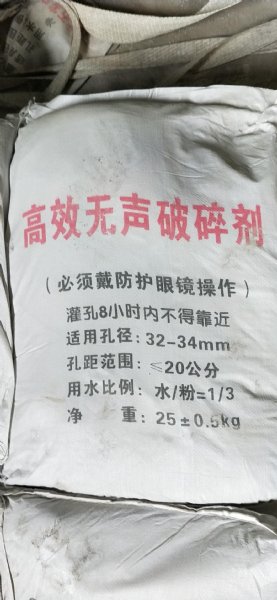 高效无声破碎剂
(必须戴防护眼镜操作)
灌孔8小时内不得靠近
适用孔径：32-34mm
孔距范围：≤20公分
用水比例：水/粉=1/3
净　重：25±0.5kg